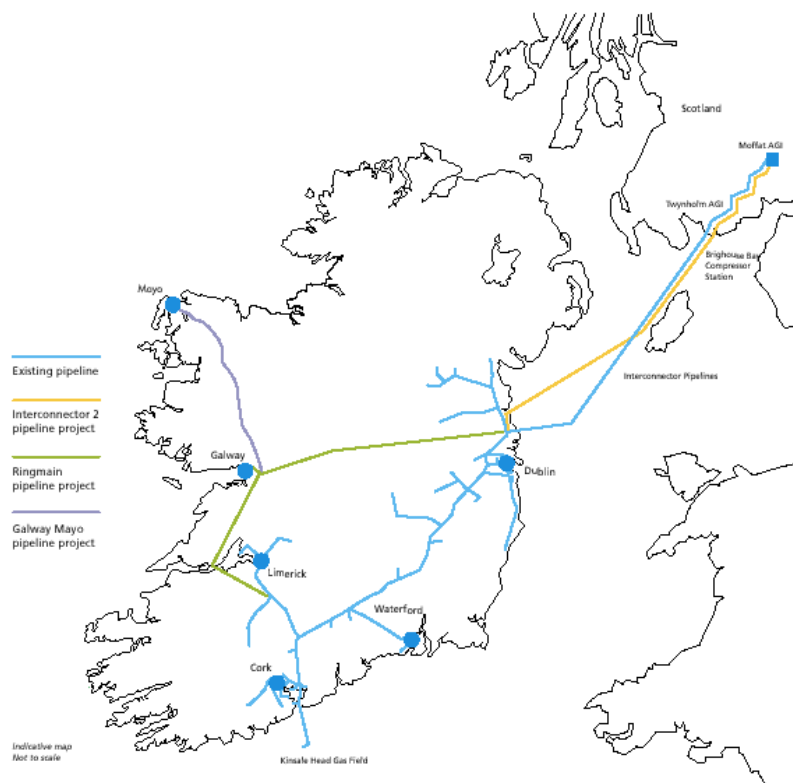 Scotland
Moffat AGI
Twynholm AGI
Brighouse Bay
Compressor
Station
Moyo
Interconnector Pipelines
Existing pipeline
Interconnector 2
pipeline project
Ringmain
pipeline project
Galway Mayo
pipeline project
Galway
Dublin
Limerick
Waterford
Cork
Indicative map
Not to scale
Kinsale Head Gas Field